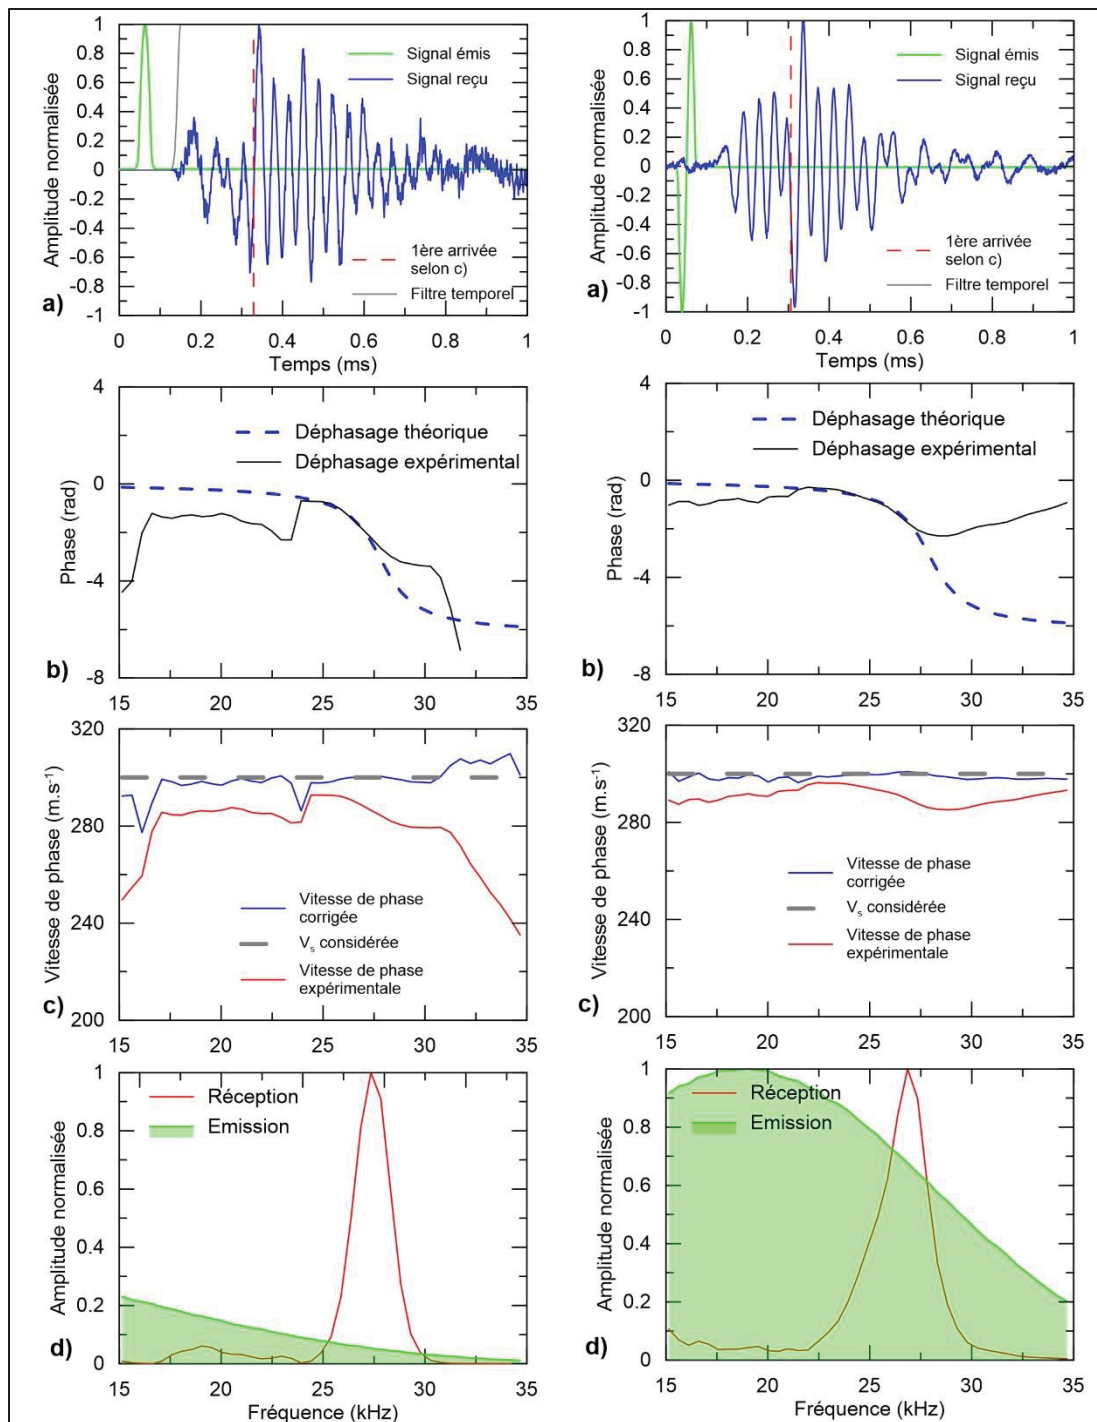 Amplitude normalisée
1
0.8
0.6
0.4
0.2
0
-0.2
-0.4
-0.6
-0.8
-1
Signal émis
Signal reçu
1ère arrivée
selon c)
Filtre temporel
a)
0 0.2 0.4 0.6 0.8 1
Temps (ms)
Phase (rad)
4
0
-4
-8
Déphasage théorique
Déphasage expérimental
b)
15 20 25 30 35
Vitesse de phase (m.s-1)
320
280
240
200
Vitesse de phase
corrigée
Vs considérée
Vitesse de phase
expérimentale
c)
15 20 25 30 35
Amplitude normalisée
1
0.8
0.6
0.4
0.2
0
Réception
Emission
d)
15 20 25 30 35
Fréquence (kHz)
Amplitude normalisée
1
0.8
0.6
0.4
0.2
0
-0.2
-0.4
-0.6
-0.8
-1
Signal émis
Signal reçu
1ère arrivée
selon c)
Filtre temporel
a)
0 0.2 0.4 0.6 0.8 1
Temps (ms)
Phase (rad)
4
0
-4
-8
Déphasage théorique
Déphasage expérimental
b)
15 20 25 30 35
Vitesse de phase (m.s-1)
320
280
240
200
Vitesse de phase
corrigée
Vs considérée
Vitesse de phase
expérimentale
c)
15 20 25 30 35
Amplitude normalisée
1
0.8
0.6
0.4
0.2
0
Réception
Emission
d)
15 20 25 30 35
Fréquence (kHz)